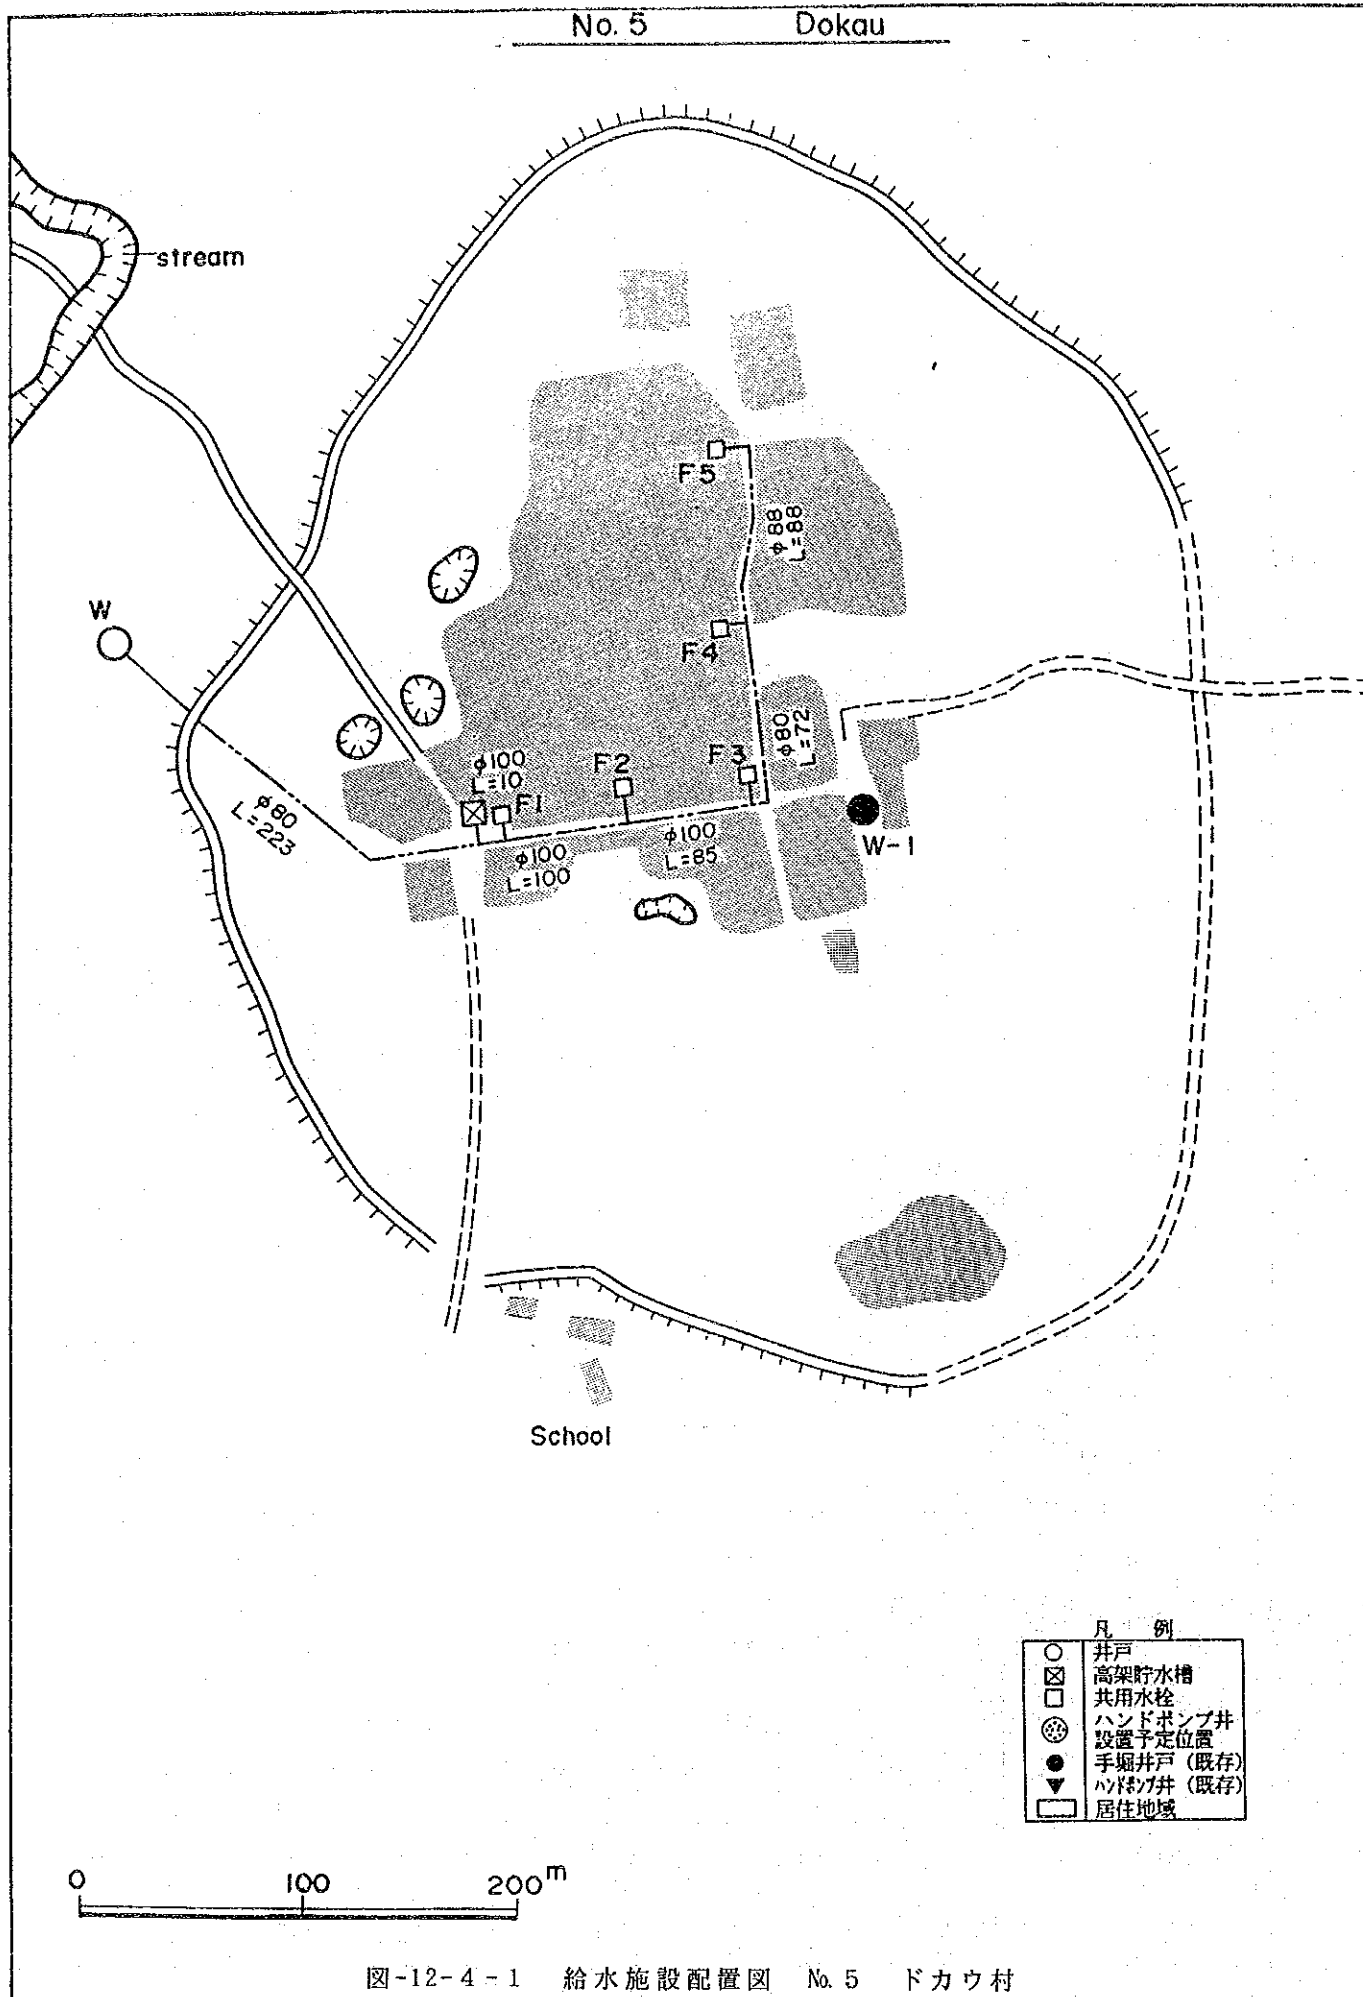 No. 5 Dokau
stream
F5
φ88
L=88
W
F4
φ80
L=72
φ100
L=10
F1
F2
F3
φ80
L=223
φ100
L=100
φ100
L=85
W-1
School
凡 例
井戸
高架貯水槽
共用水栓
ハンドポンプ井
設置予定位置
手堀井戸 (既存)
ハンドポンプ井 (既存)
居住地域
0 100 200m
図-12-4-1 給水施設配置図 №5 ドカウ村